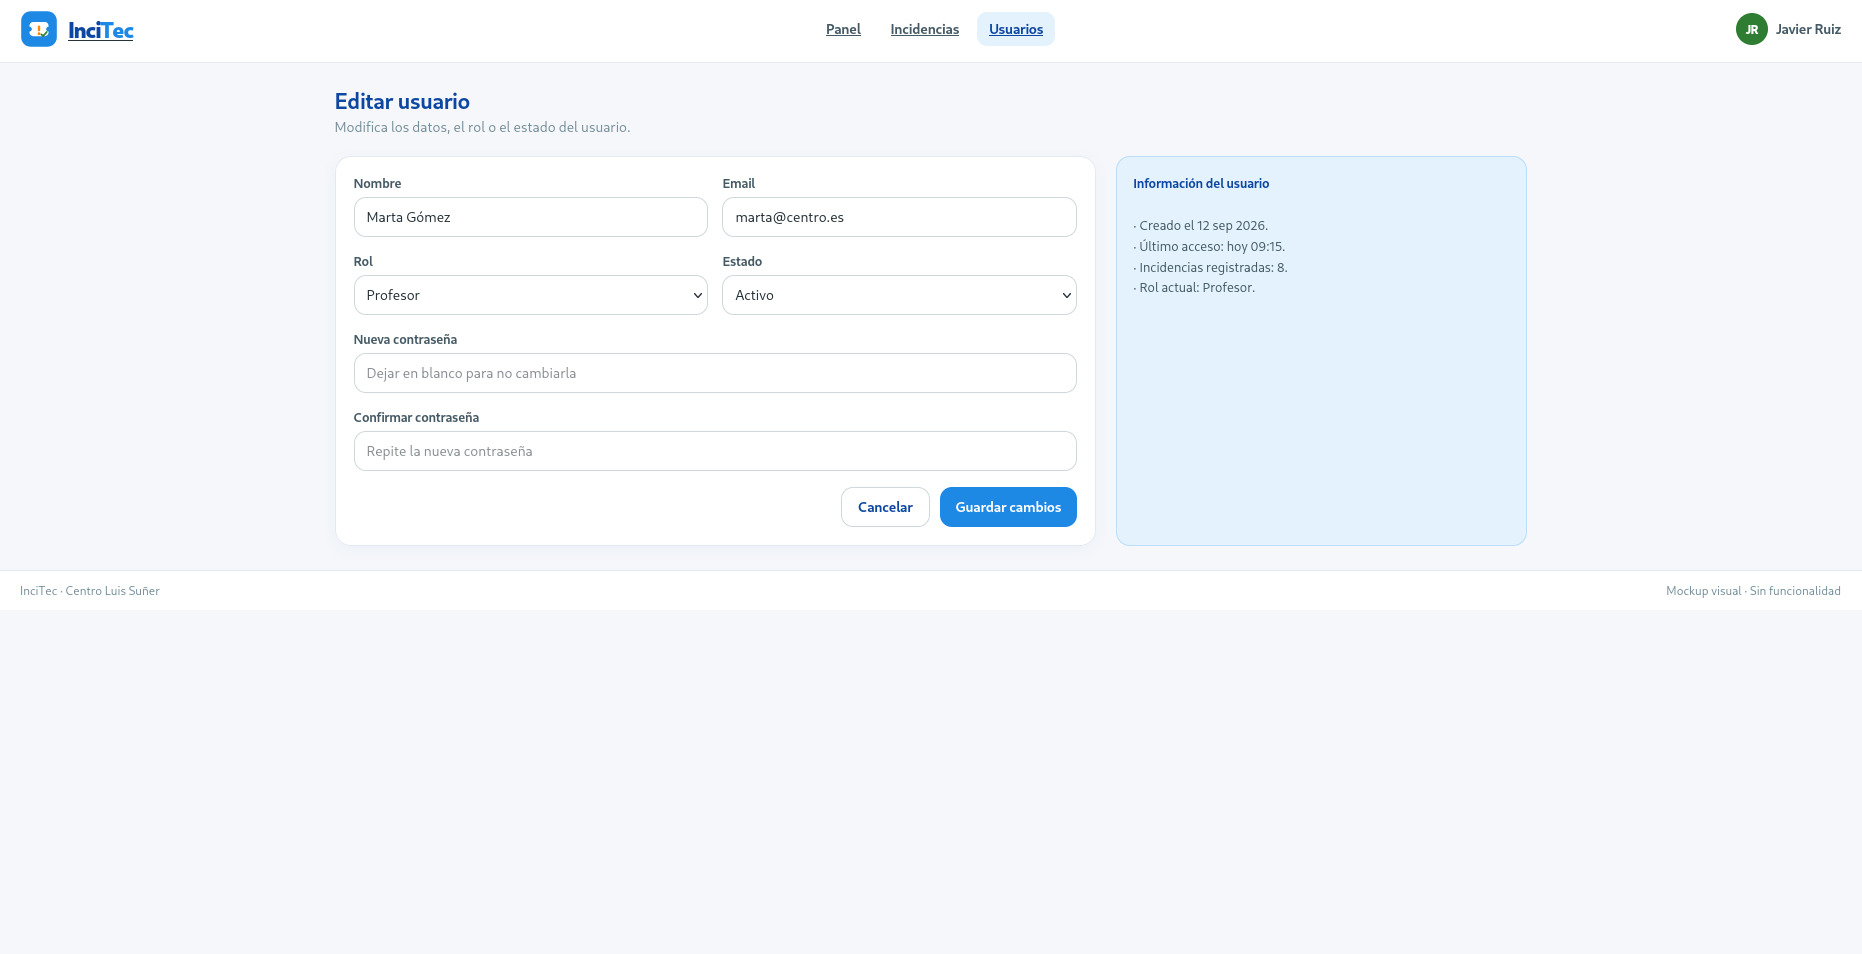 InciTec
Panel
Incidencias
Usuarios
JR
Javier Ruiz
Editar usuario
Modifica los datos, el rol o el estado del usuario.
Nombre
Email
Marta Gómez
marta@centro.es
Rol
Estado
Profesor
Activo
Nueva contraseña
Dejar en blanco para no cambiarla
Confirmar contraseña
Repite la nueva contraseña
Cancelar
Guardar cambios
Información del usuario
· Creado el 12 sep 2026.
· Último acceso: hoy 09:15.
· Incidencias registradas: 8.
· Rol actual: Profesor.
InciTec · Centro Luis Suñer
Mockup visual · Sin funcionalidad